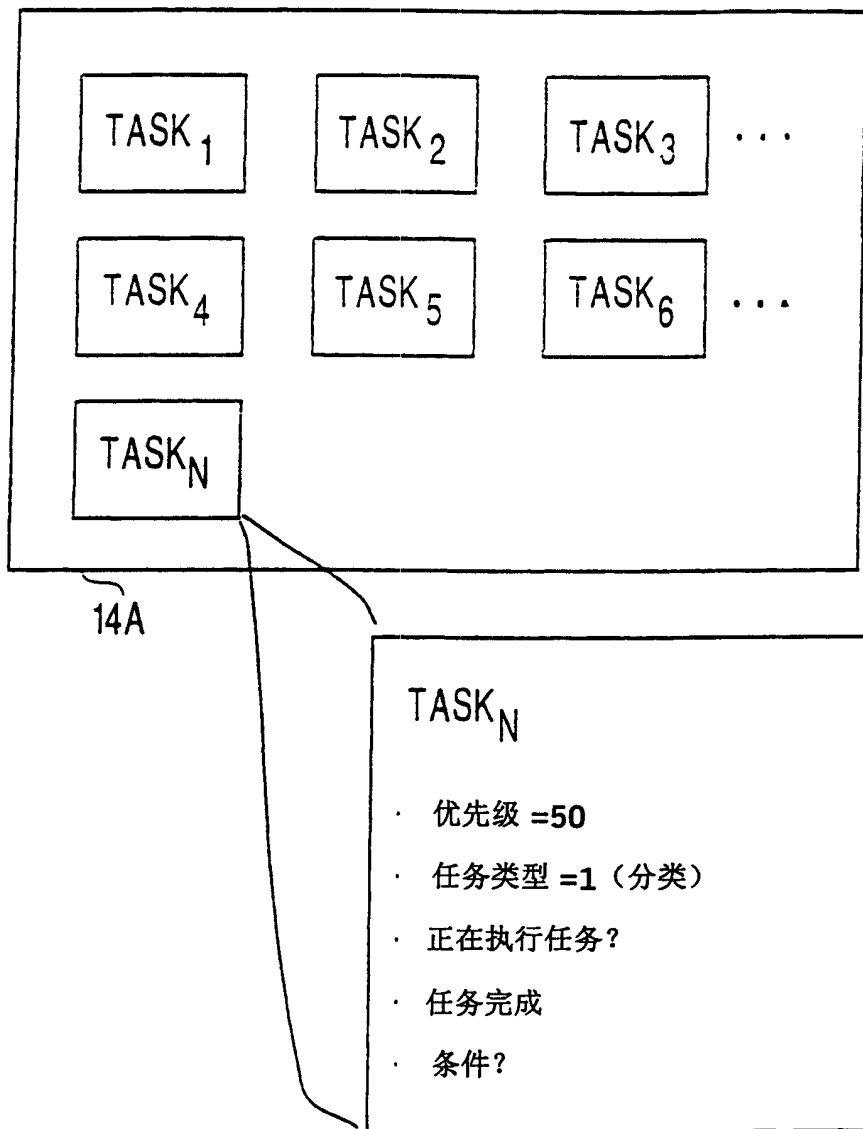 TASK1 TASK2 TASK3 ...
TASK4 TASK5 TASK6 ...
TASKN
14A
TASKN
· 优先级 =50
· 任务类型 =1（分类）
· 正在执行任务？
· 任务完成
· 条件？